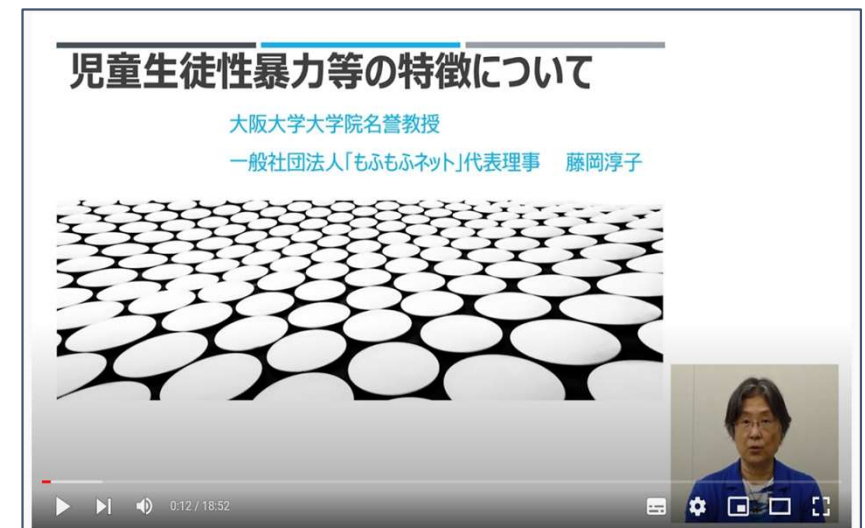 児童生徒性暴力等の特徴について
大阪大学大学院名誉教授
一般社団法人「もふもふネット」代表理事　藤岡淳子
0:12 / 18:52